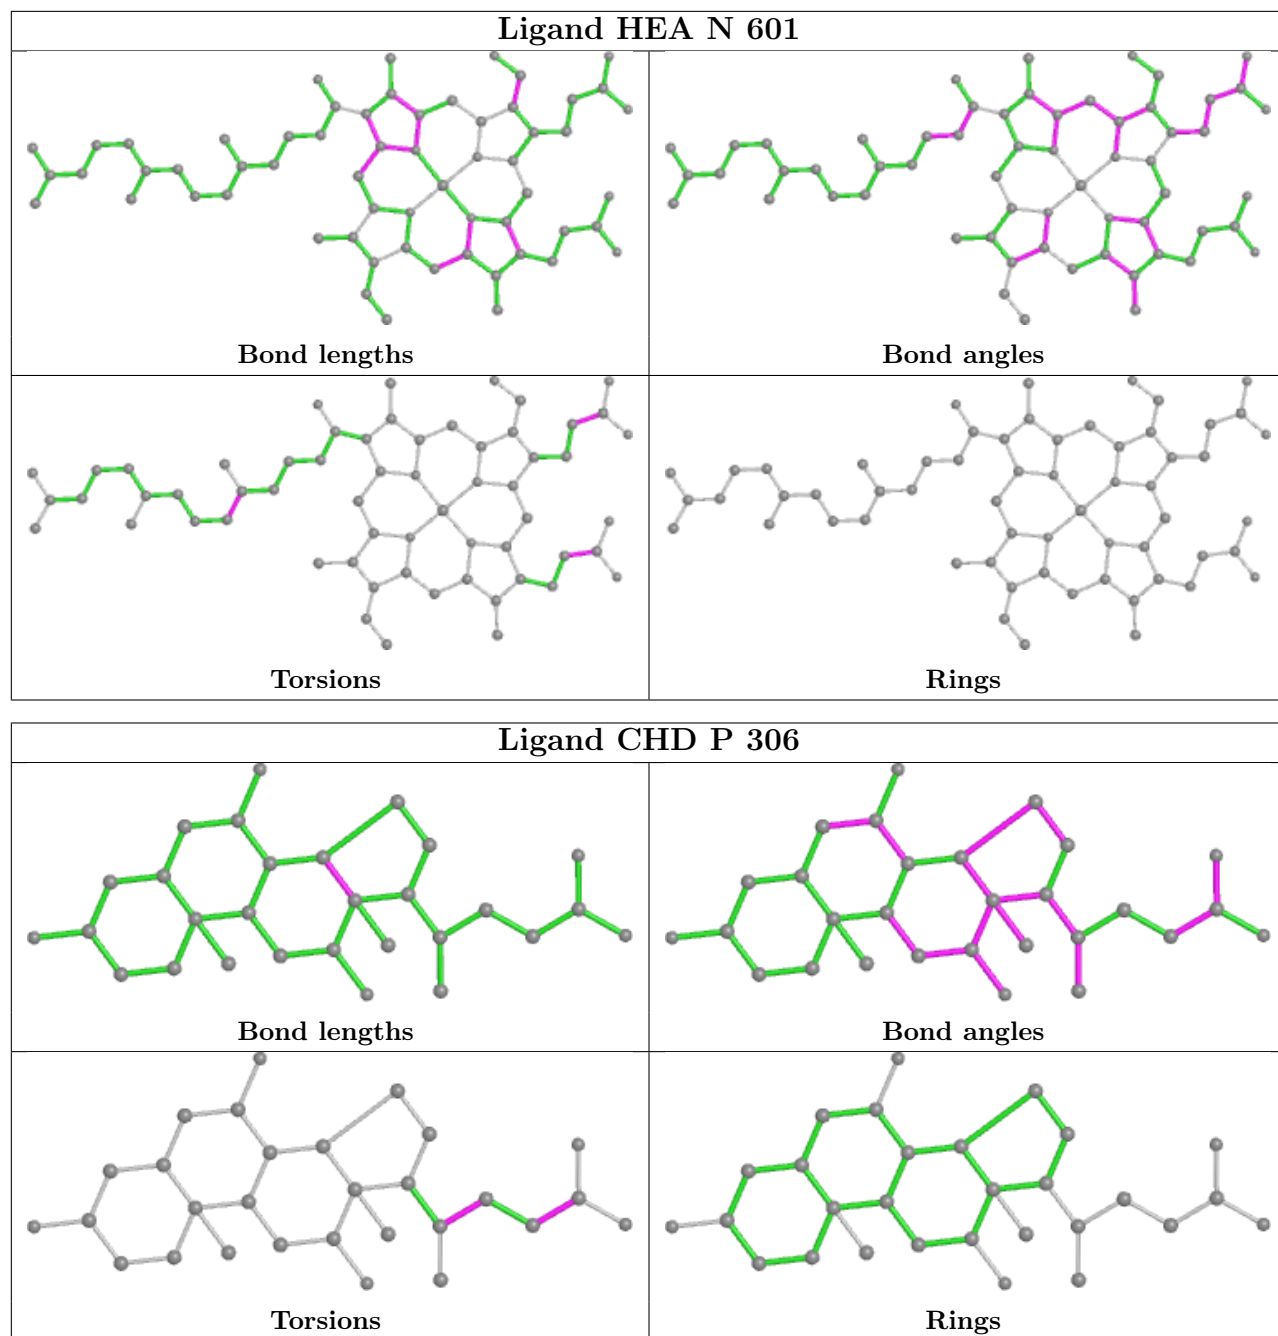 Ligand HEA N 601
Bond lengths
Bond angles
Torsions
Rings
Ligand CHD P 306
Bond lengths
Bond angles
Torsions
Rings